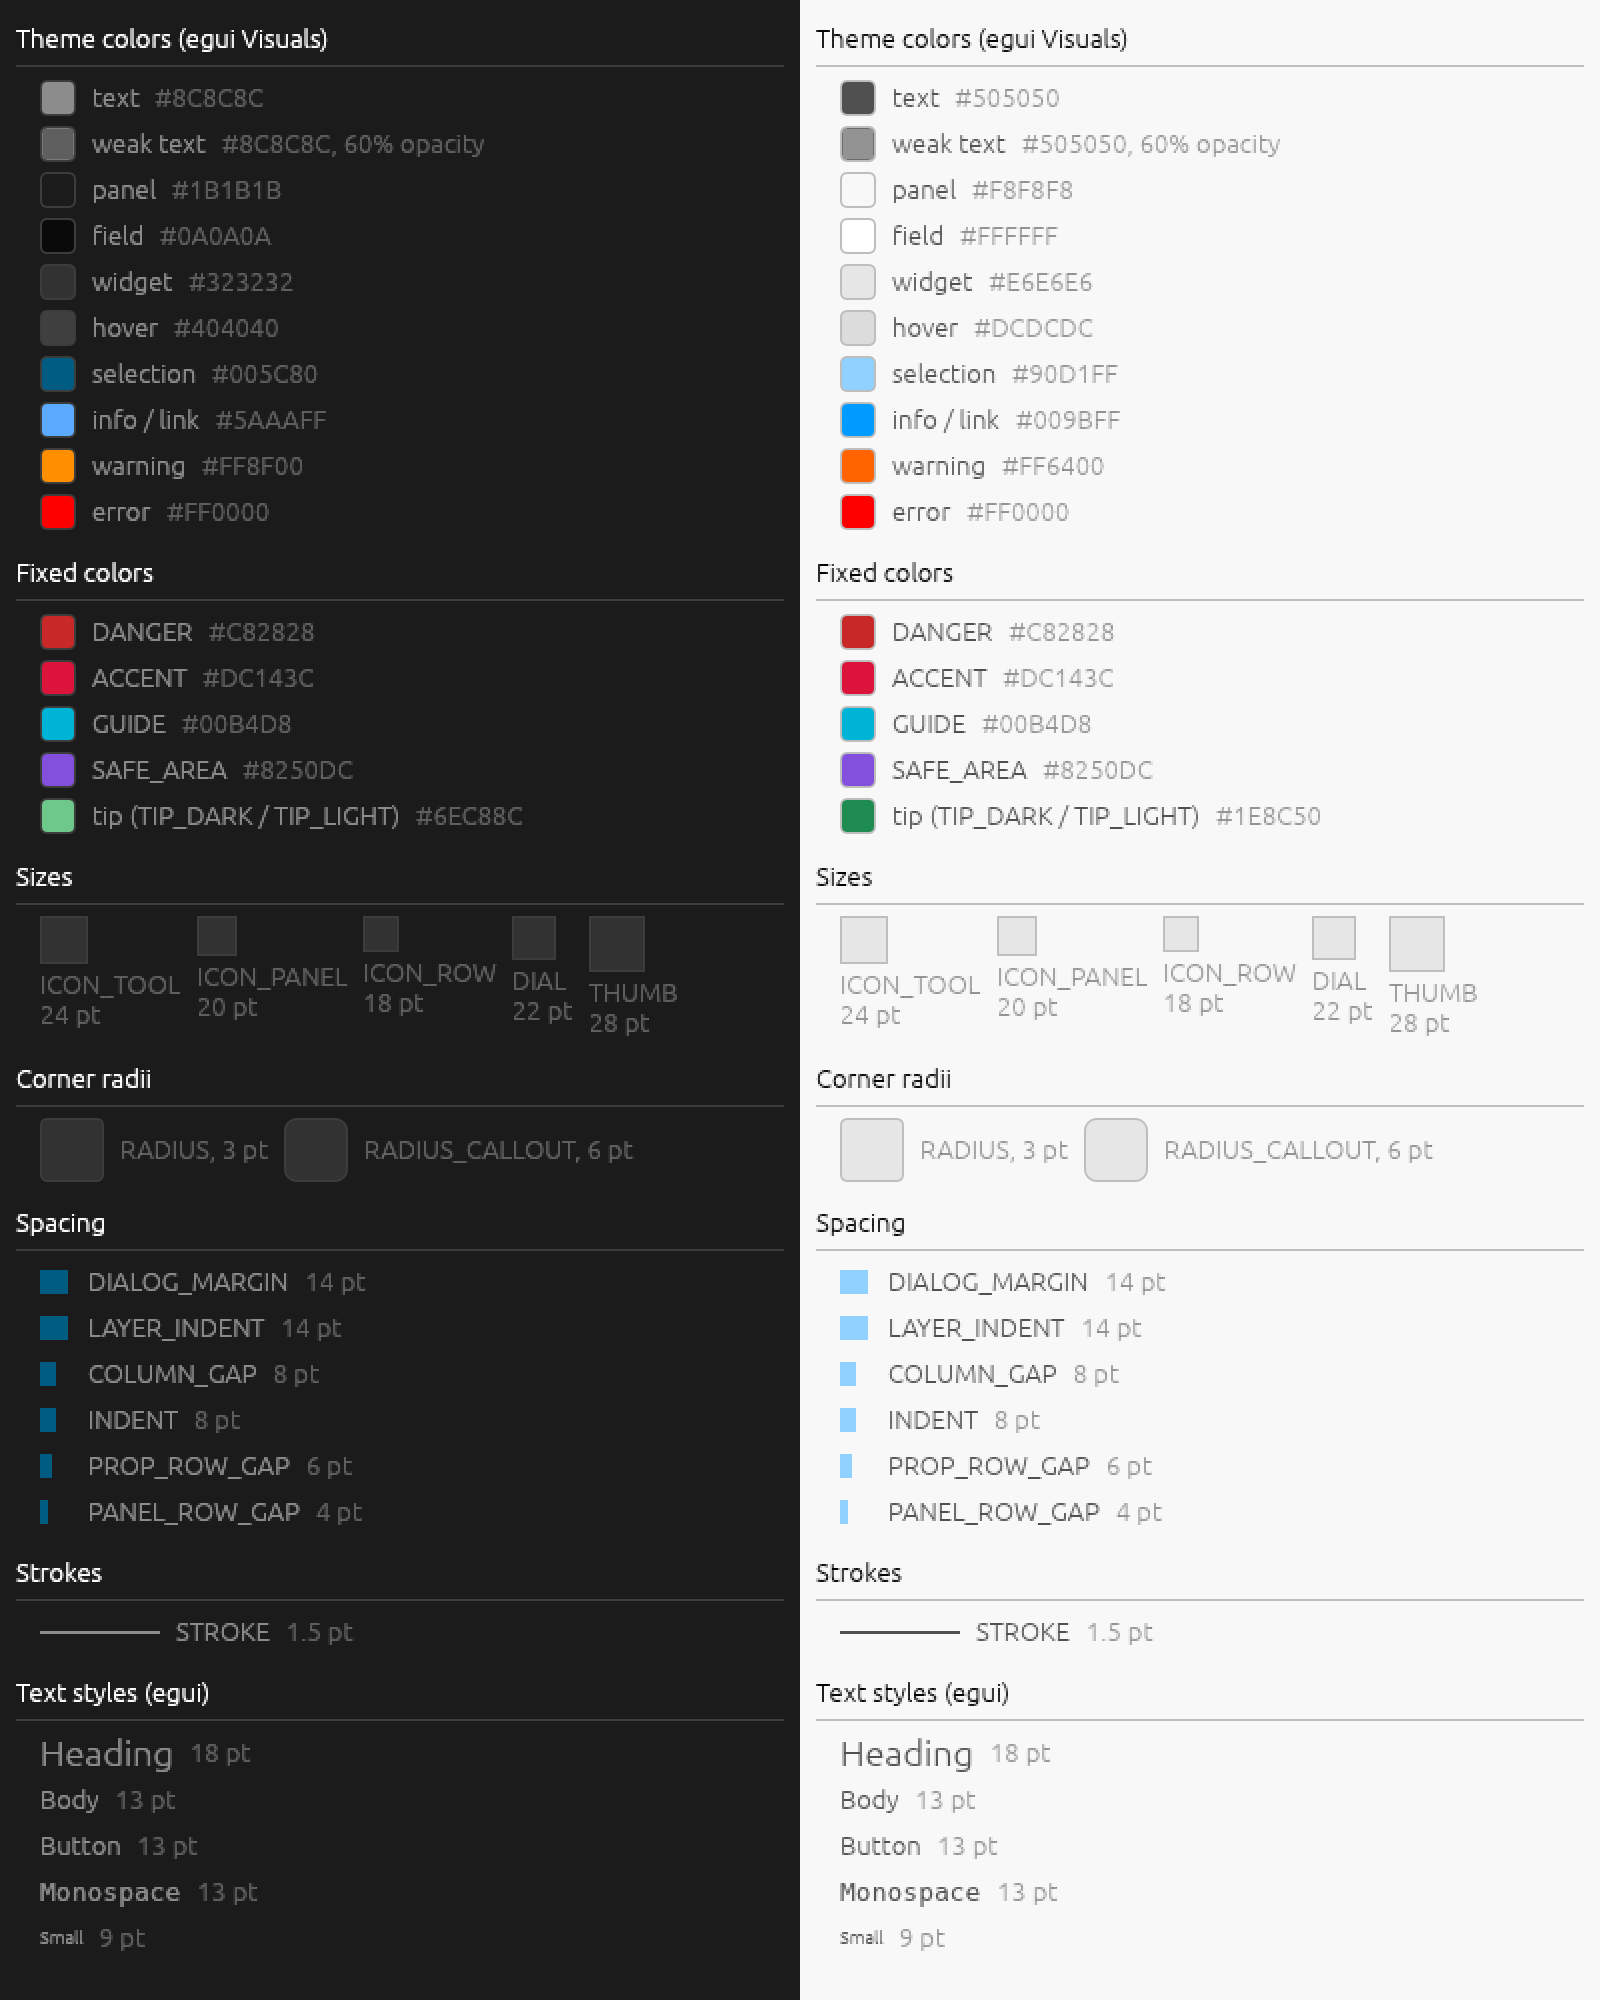 Theme colors (egui Visuals)
text #8C8C8C
weak text #8C8C8C, 60% opacity
panel #1B1B1B
field #0A0A0A
widget #323232
hover #404040
selection #005C80
info / link #5AAAFF
warning #FF8F00
error #FF0000
Fixed colors
DANGER #C82828
ACCENT #DC143C
GUIDE #00B4D8
SAFE_AREA #8250DC
tip (TIP_DARK / TIP_LIGHT) #6EC88C
Sizes
ICON_TOOL ICON_PANEL ICON_ROW DIAL THUMB
24 pt 20 pt 18 pt 22 pt 28 pt
Corner radii
RADIUS, 3 pt RADIUS_CALLOUT, 6 pt
Spacing
DIALOG_MARGIN 14 pt
LAYER_INDENT 14 pt
COLUMN_GAP 8 pt
INDENT 8 pt
PROP_ROW_GAP 6 pt
PANEL_ROW_GAP 4 pt
Strokes
STROKE 1.5 pt
Text styles (egui)
Heading 18 pt
Body 13 pt
Button 13 pt
Monospace 13 pt
Small 9 pt
Theme colors (egui Visuals)
text #505050
weak text #505050, 60% opacity
panel #F8F8F8
field #FFFFFF
widget #E6E6E6
hover #DCDCDC
selection #90D1FF
info / link #009BFF
warning #FF6400
error #FF0000
Fixed colors
DANGER #C82828
ACCENT #DC143C
GUIDE #00B4D8
SAFE_AREA #8250DC
tip (TIP_DARK / TIP_LIGHT) #1E8C50
Sizes
ICON_TOOL ICON_PANEL ICON_ROW DIAL THUMB
24 pt 20 pt 18 pt 22 pt 28 pt
Corner radii
RADIUS, 3 pt RADIUS_CALLOUT, 6 pt
Spacing
DIALOG_MARGIN 14 pt
LAYER_INDENT 14 pt
COLUMN_GAP 8 pt
INDENT 8 pt
PROP_ROW_GAP 6 pt
PANEL_ROW_GAP 4 pt
Strokes
STROKE 1.5 pt
Text styles (egui)
Heading 18 pt
Body 13 pt
Button 13 pt
Monospace 13 pt
Small 9 pt